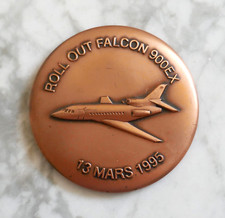 ROLL OUT FALCON 900EX
13 MARS 1995